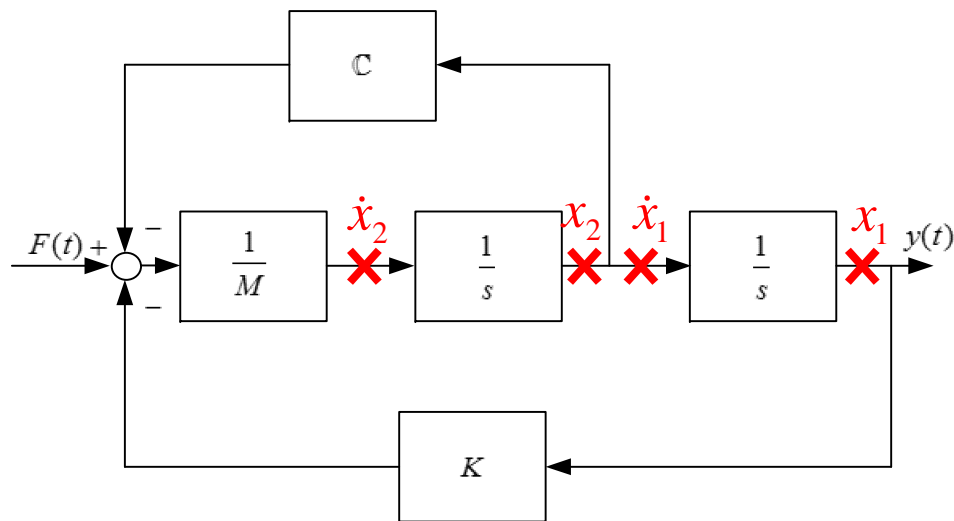 ℂ
F(t) +
−
−
1
M
ẋ₂
1
s
x₂
ẋ₁
1
s
x₁
y(t)
K